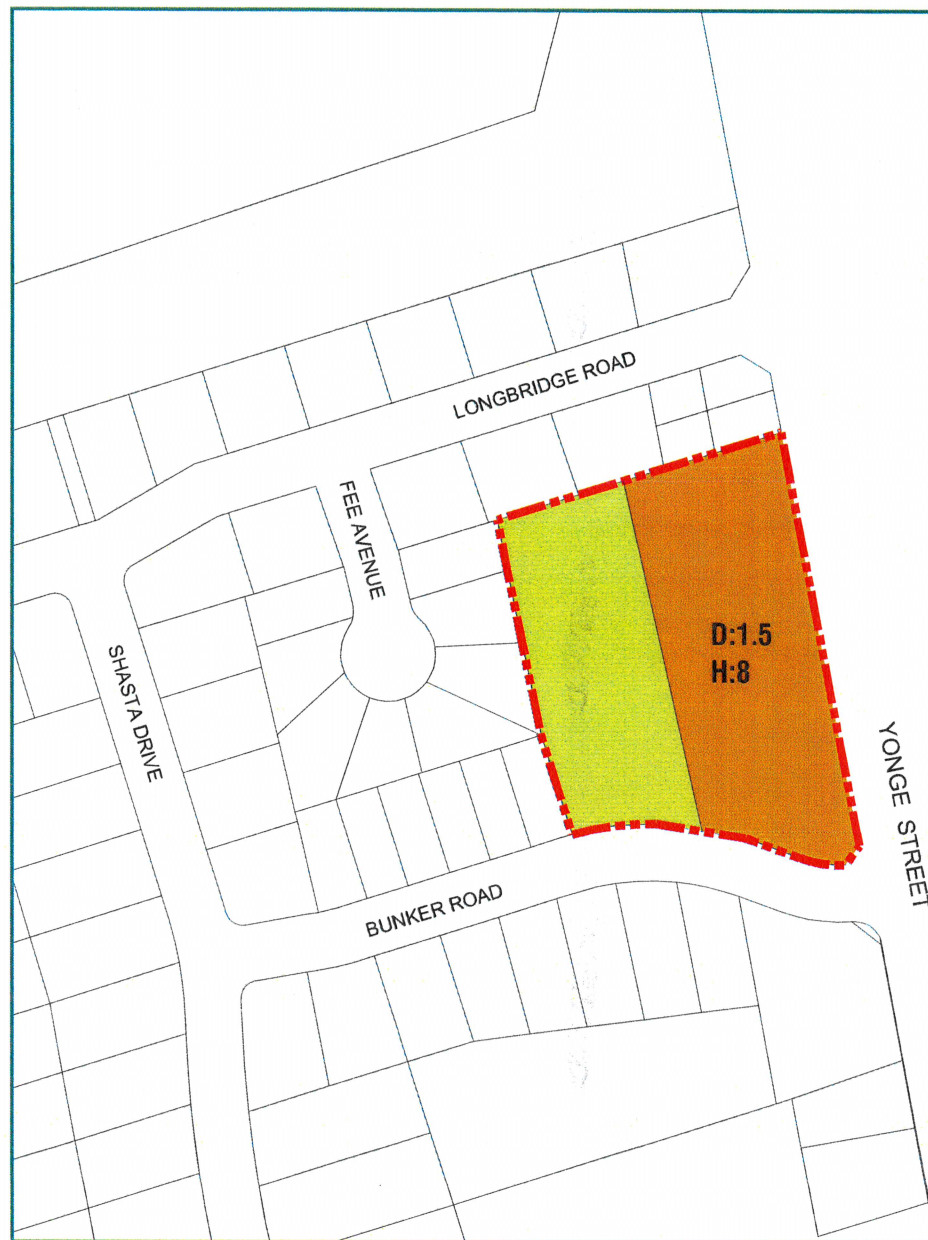 LONGBRIDGE ROAD
FEE AVENUE
SHASTA DRIVE
D:1.5
H:8
YONGE STREET
BUNKER ROAD